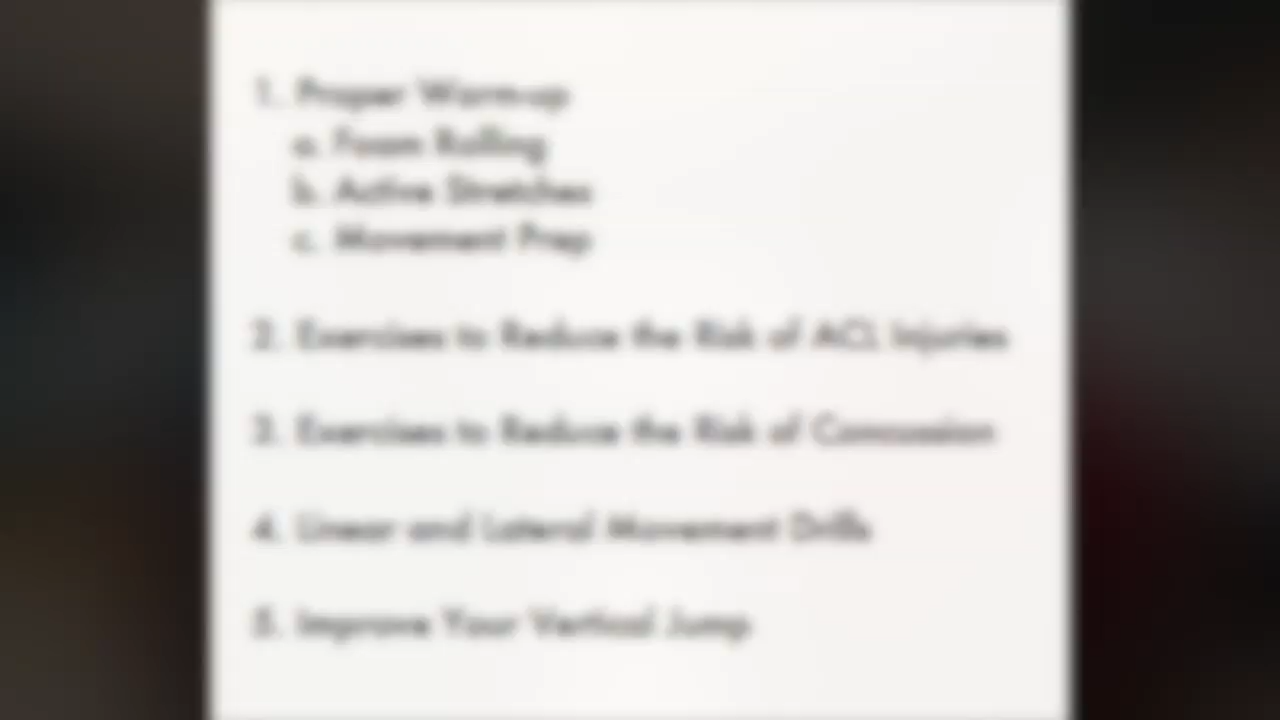 1. Proper Warm-up
a. Foam Rolling
b. Active Stretches
c. Movement Prep
2. Exercises to Reduce the Risk of ACL Injuries
3. Exercises to Reduce the Risk of Concussion
4. Linear and Lateral Movement Drills
5. Improve Your Vertical Jump